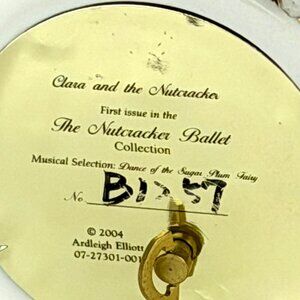 Clara and the Nutcracker
First issue in the
The Nutcracker Ballet
Collection
Musical Selection: Dance of the Sugar Plum Fairy
No.
© 2004
Ardleigh Elliott
07-27301-001